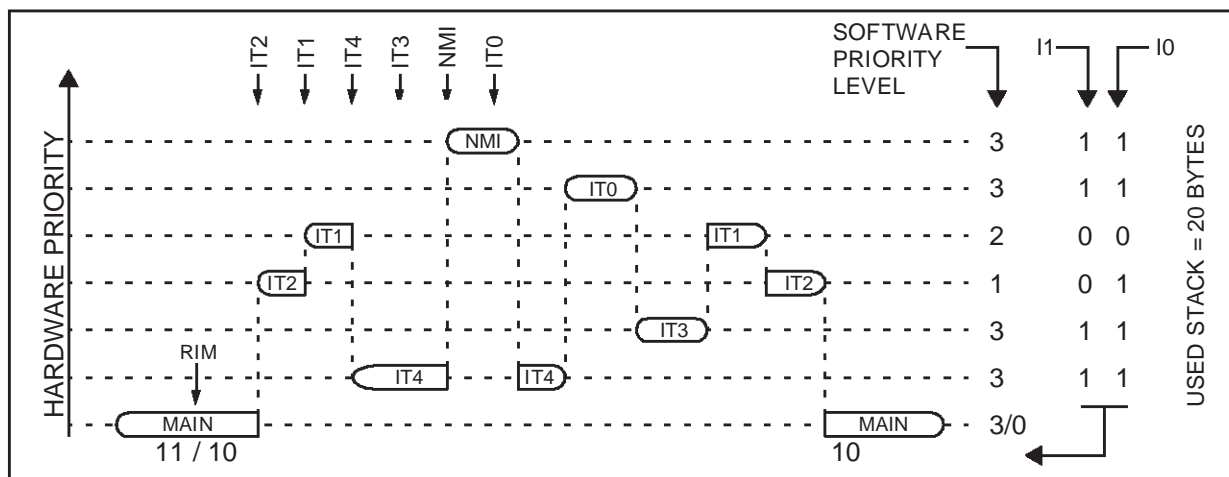 IT2
IT1
IT4
IT3
NMI
IT0
SOFTWARE
PRIORITY
LEVEL
I1
I0
HARDWARE PRIORITY
USED STACK = 20 BYTES
NMI
3
1 1
IT0
3
1 1
IT1
IT1
2
0 0
IT2
IT2
1
0 1
IT3
3
1 1
RIM
IT4
IT4
3
1 1
MAIN
MAIN
3/0
11 / 10
10